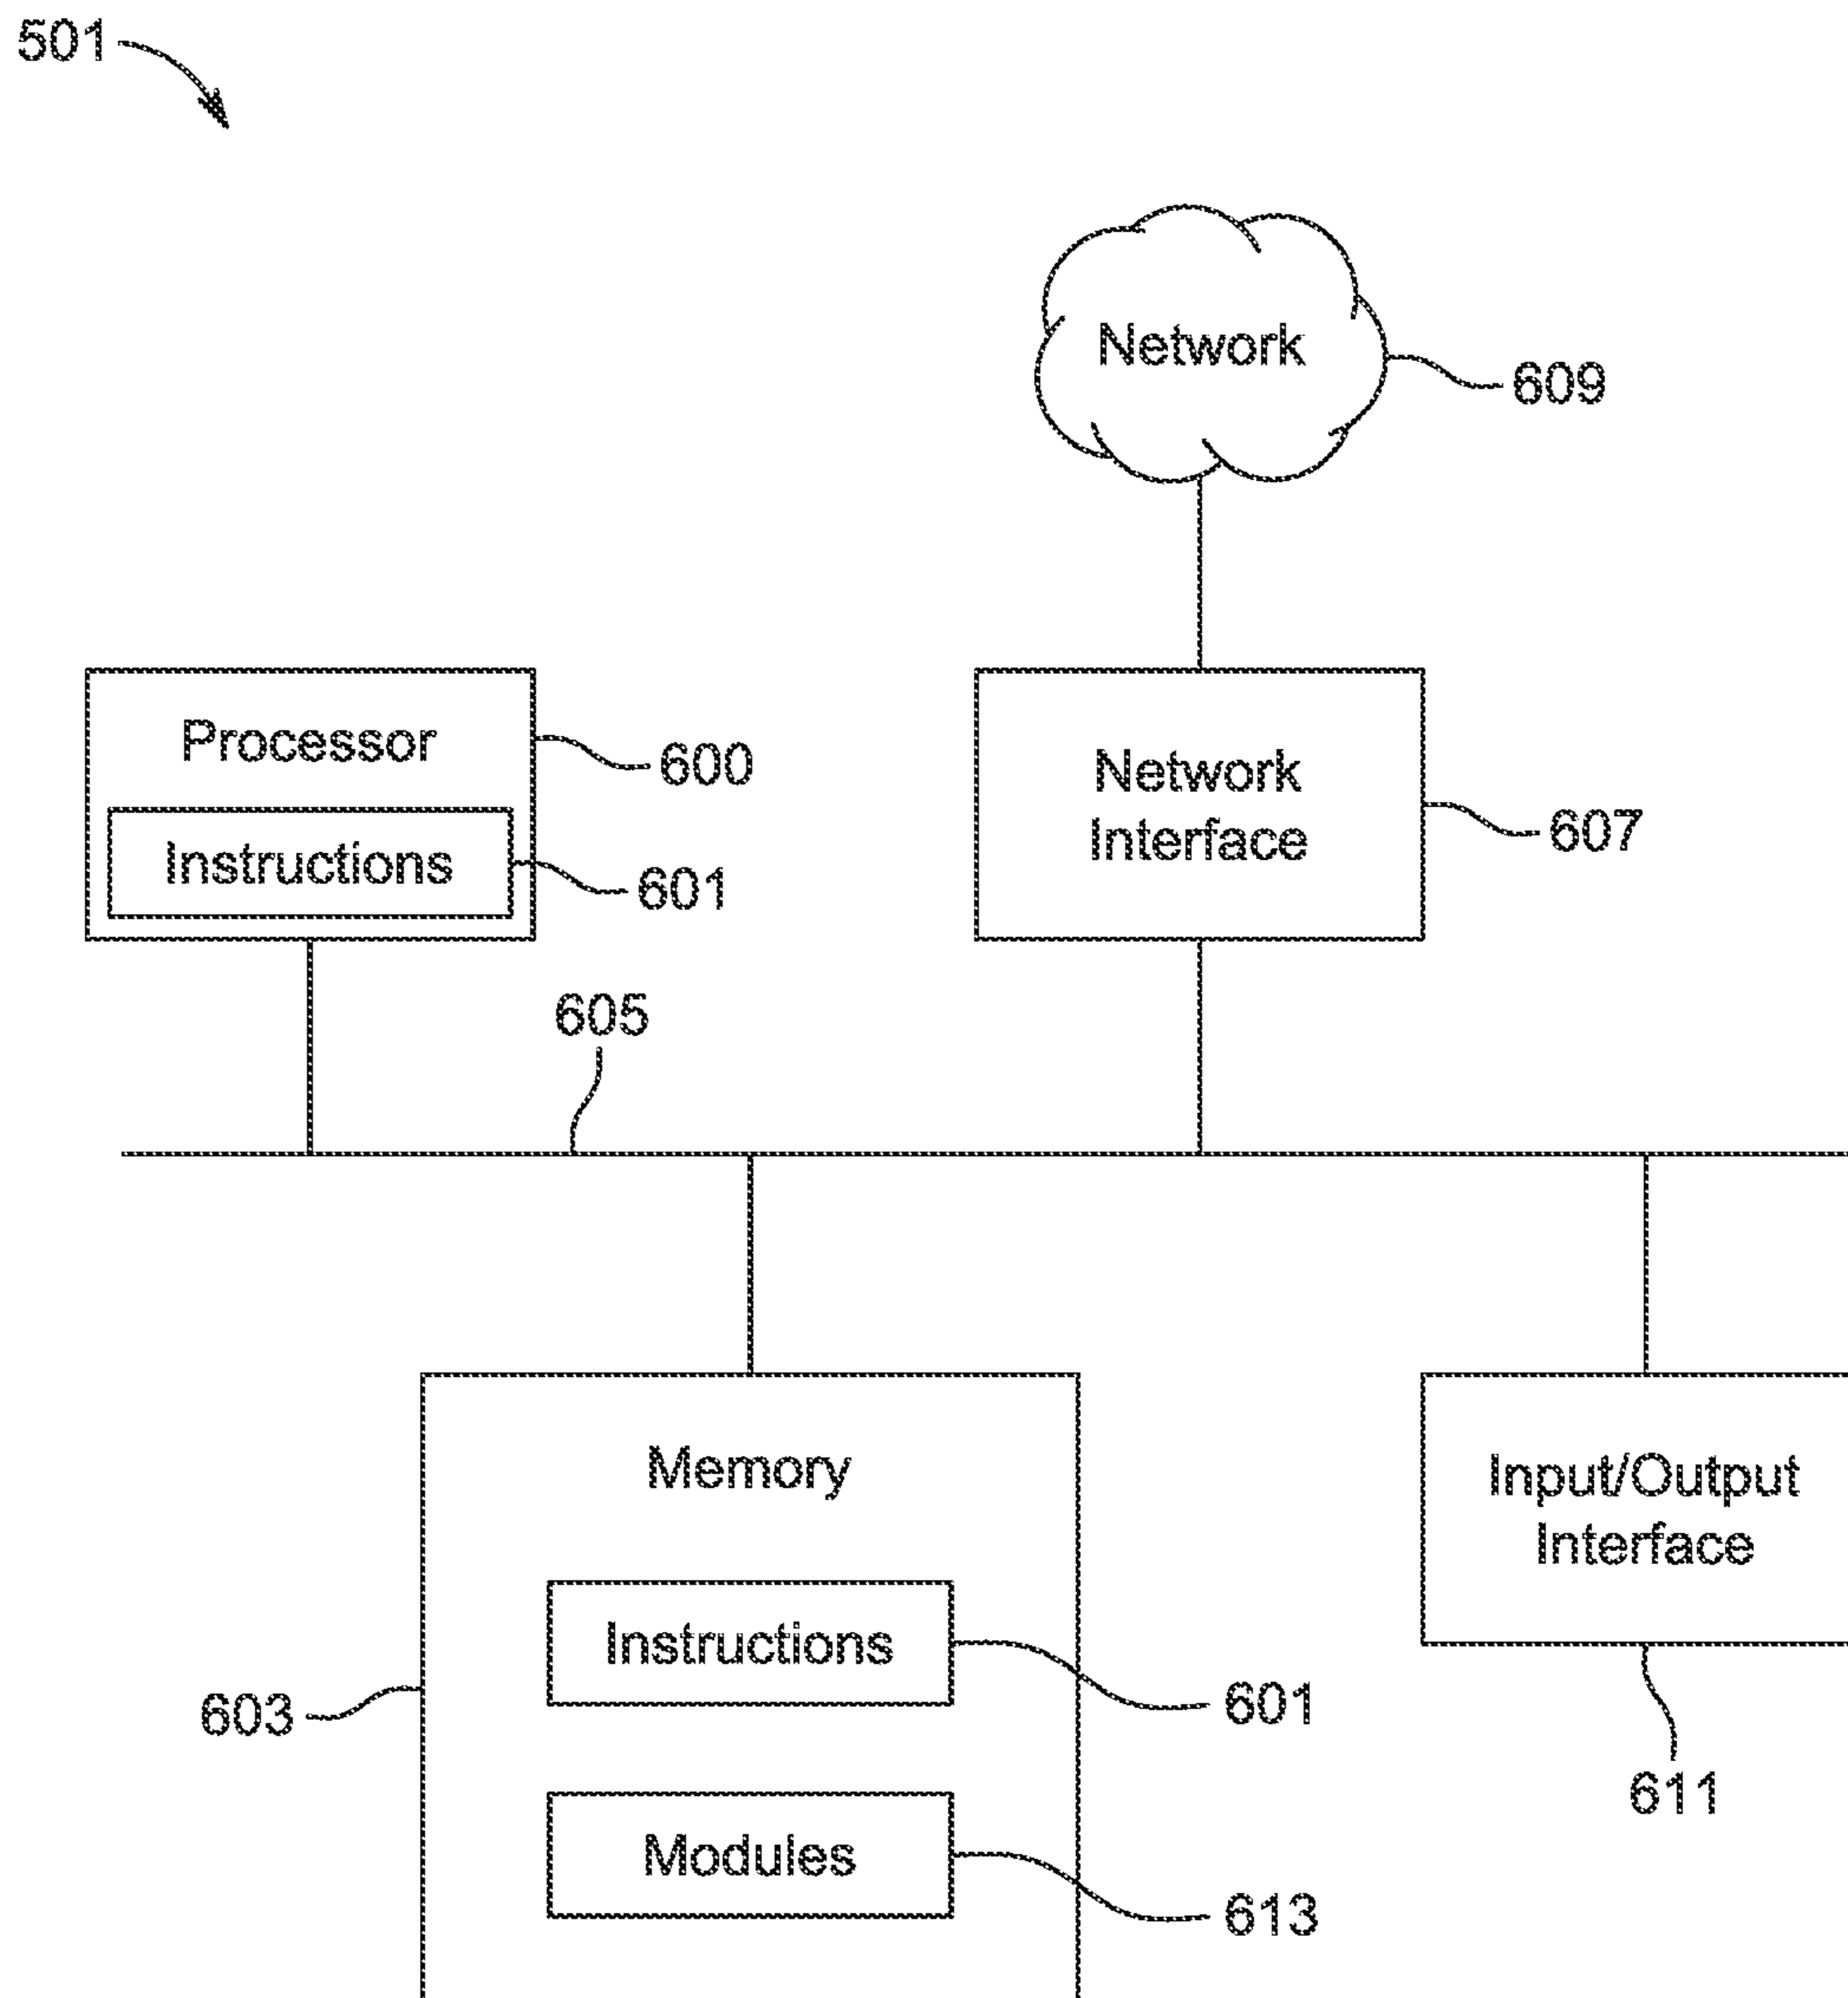 501
Network
609
Processor
600
Instructions
601
Network
Interface
607
605
Memory
Instructions
601
603
Modules
613
Input/Output
Interface
611